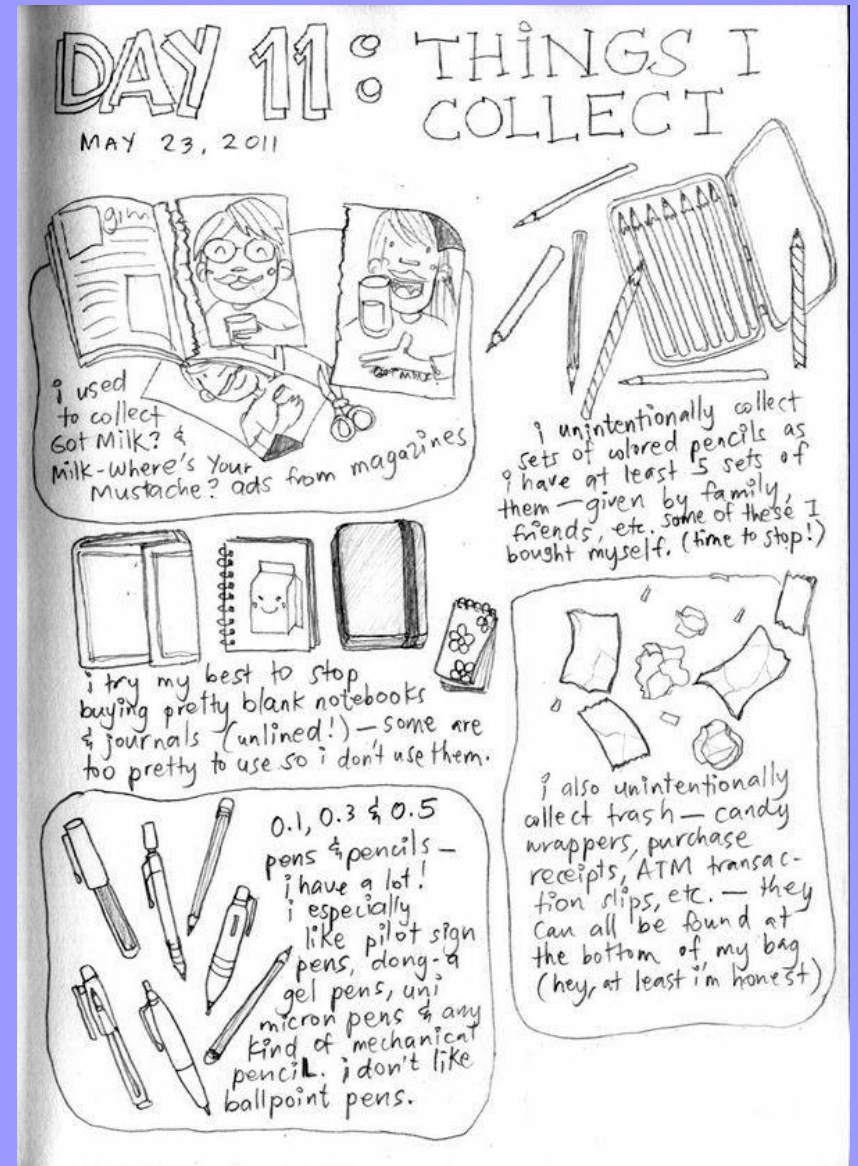 DAY 11:
THINGS I
COLLECT
MAY 23, 2011
gim
GOT MILK?
i used
to collect
Got Milk? &
Milk-Where's Your
Mustache? ads from magazines
i unintentionally collect
sets of colored pencils as
i have at least 5 sets of
them — given by family,
friends, etc. some of these I
bought myself. (time to stop!)
i try my best to stop
buying pretty blank notebooks
& journals (unlined!) — some are
too pretty to use so i don't use them.
i also unintentionally
collect trash — candy
wrappers, purchase
receipts, ATM transac-
tion slips, etc. — they
can all be found at
the bottom of my bag
(hey, at least i'm honest)
0.1, 0.3 & 0.5
pens & pencils —
i have a lot!
i especially
like pilot sign
pens, dong-a
gel pens, uni
micron pens & any
kind of mechanical
pencil. i don't like
ballpoint pens.